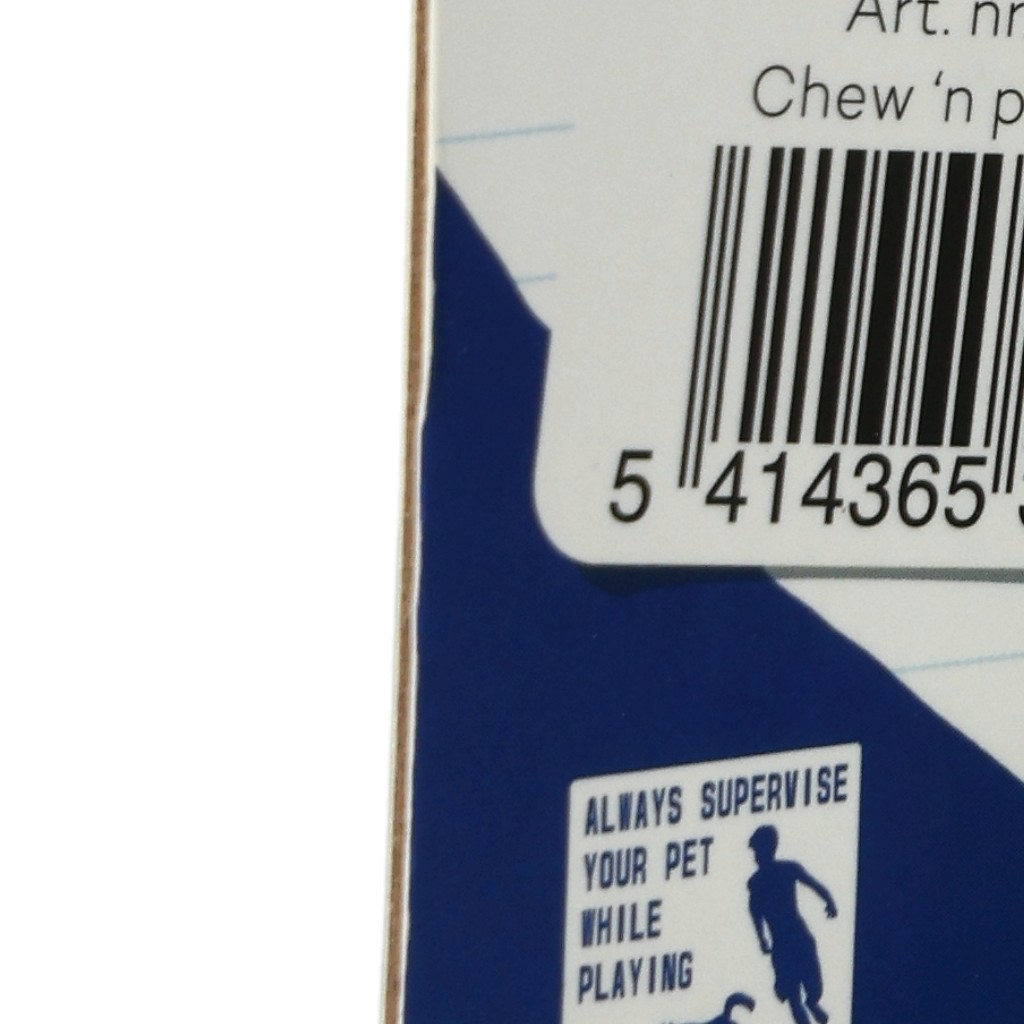 Art. nr
Chew 'n p
5 414365
ALWAYS SUPERVISE
YOUR PET
WHILE
PLAYING